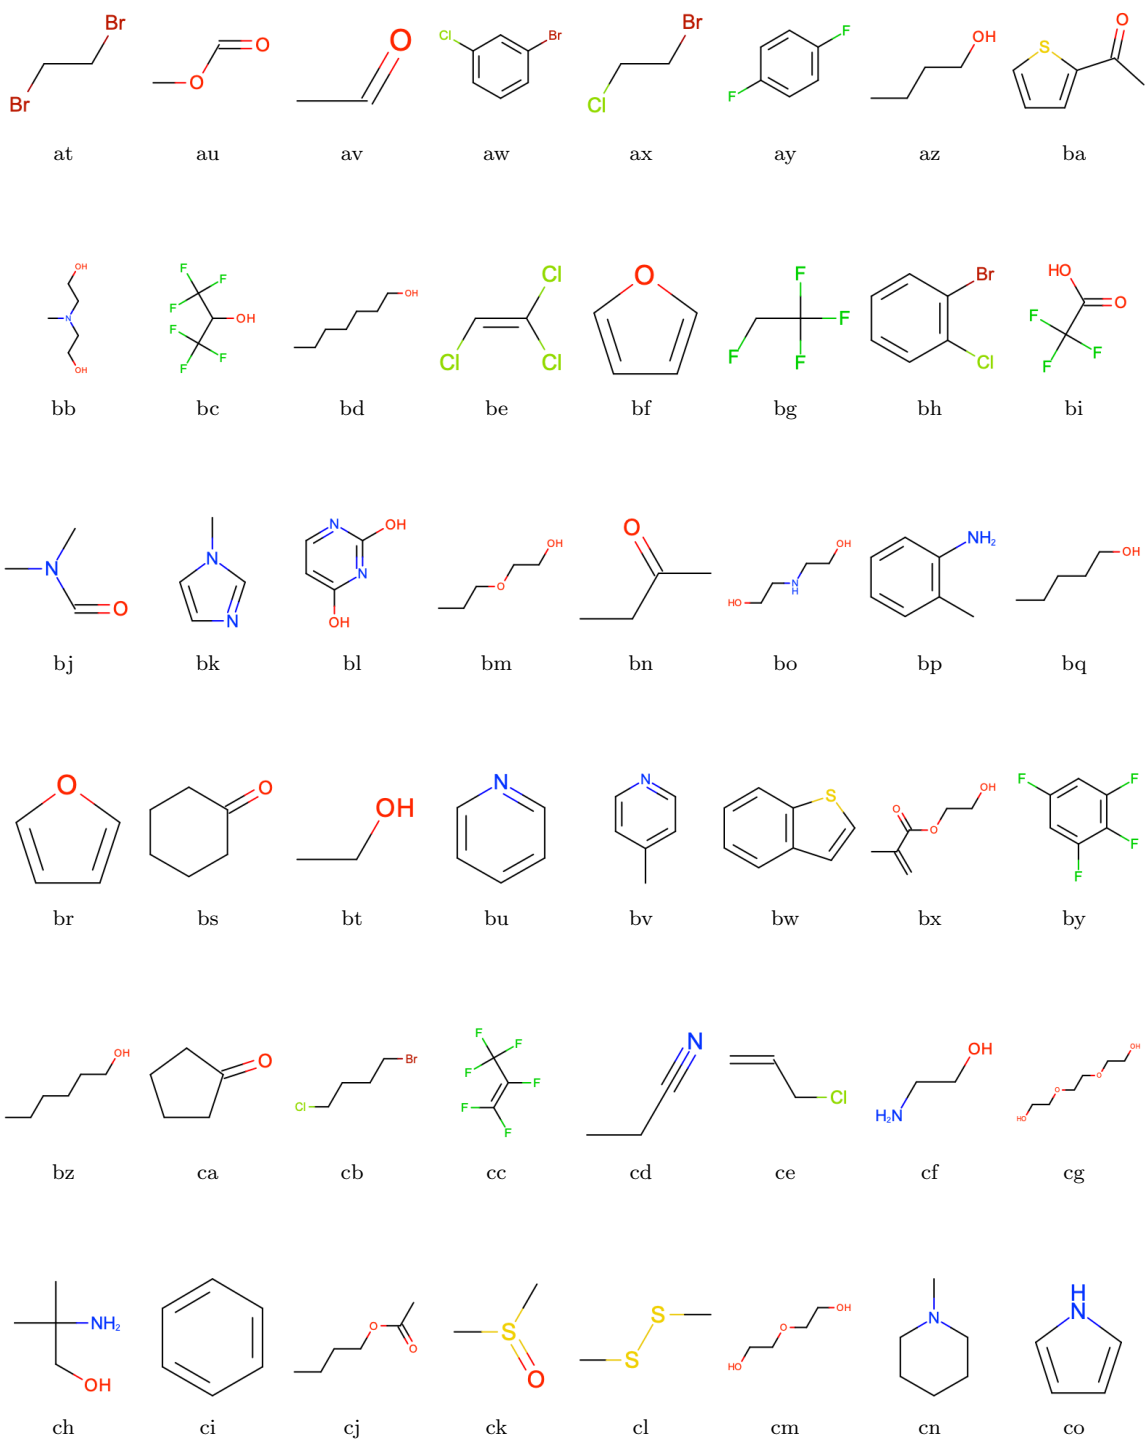 Br
Br
O
O
O
Cl
Br
Br
Cl
F
F
OH
S
O
at au av aw ax ay az ba
OH
N
OH
F
F
F
F
F
F
OH
OH
Cl
Cl
Cl
O
F
F
F
F
Br
Cl
HO
O
F
F
F
bb bc bd be bf bg bh bi
N
O
N
N
N
OH
N
OH
O
OH
O
OH
N
H
HO
NH₂
OH
bj bk bl bm bn bo bp bq
O
O
OH
N
N
S
O
O
OH
F
F
F
F
br bs bt bu bv bw bx by
OH
O
Br
Cl
F
F
F
F
F
F
N
Cl
OH
H₂N
OH
O
O
HO
bz ca cb cc cd ce cf cg
NH₂
OH
O
O
S
O
S
S
OH
O
HO
N
H
N
ch ci cj ck cl cm cn co